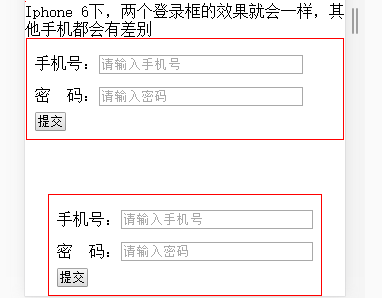 Iphone 6下，两个登录框的效果就会一样，其
他手机都会有差别
手机号：请输入手机号
密　码：请输入密码
提交
手机号：请输入手机号
密　码：请输入密码
提交